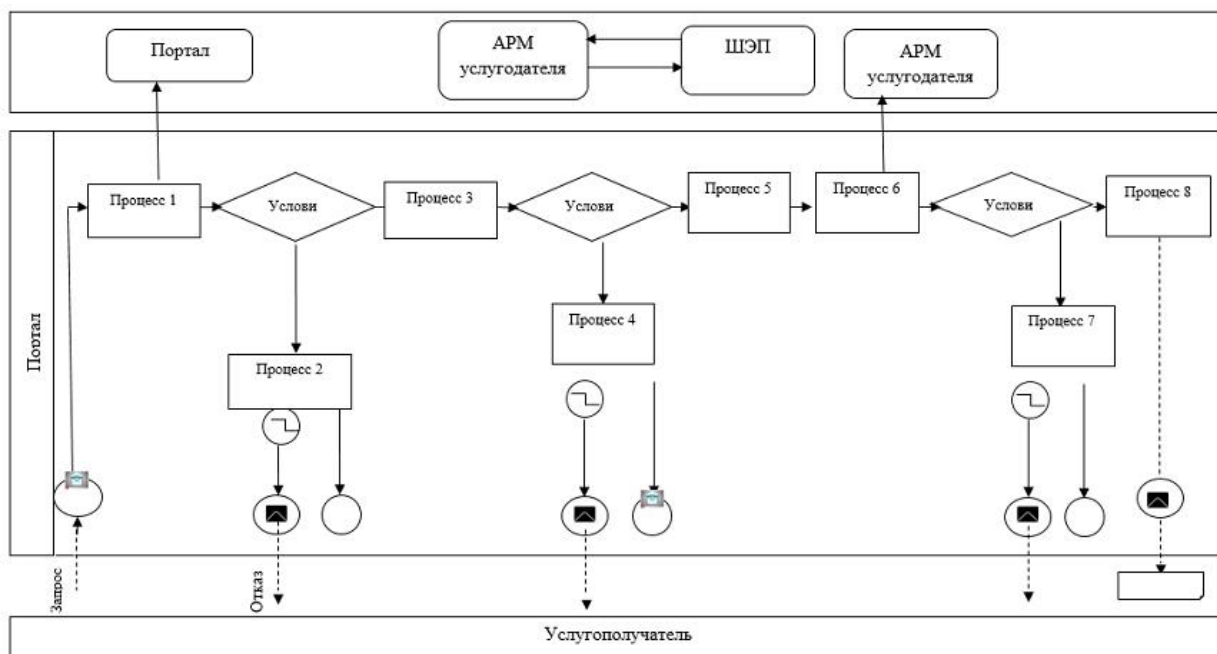 Портал
АРМ
услугодателя
ШЭП
АРМ
услугодателя
Портал
Процесс 1
Услови
Процесс 3
Услови
Процесс 5
Процесс 6
Услови
Процесс 8
Процесс 2
Процесс 4
Процесс 7
Запрос
Отказ
Услугополучатель